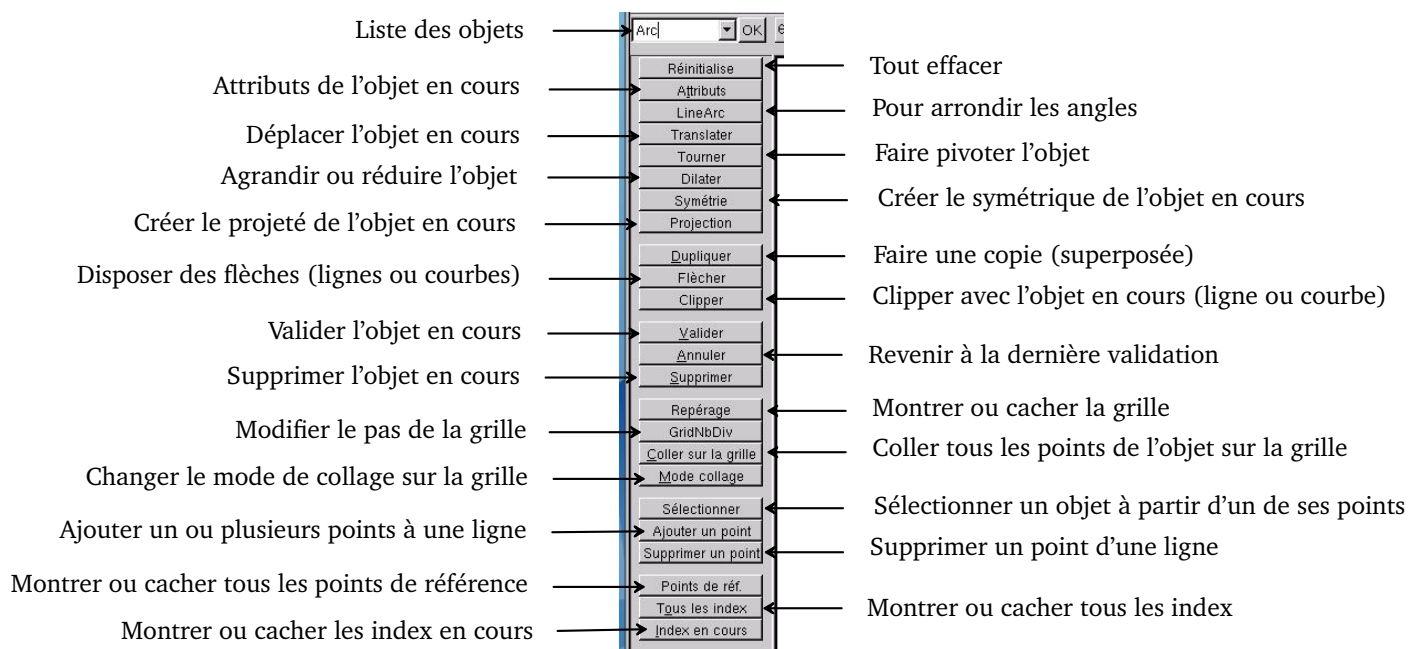 Liste des objets
Arc
OK
Réinitialise
Tout effacer
Attributs de l'objet en cours
Attributs
LineArc
Pour arrondir les angles
Déplacer l'objet en cours
Translater
Tourner
Faire pivoter l'objet
Agrandir ou réduire l'objet
Dilater
Symétrie
Créer le symétrique de l'objet en cours
Créer le projeté de l'objet en cours
Projection
Dupliquer
Faire une copie (superposée)
Disposer des flèches (lignes ou courbes)
Flècher
Clipper
Clipper avec l'objet en cours (ligne ou courbe)
Valider l'objet en cours
Valider
Annuler
Revenir à la dernière validation
Supprimer l'objet en cours
Supprimer
Repérage
Montrer ou cacher la grille
Modifier le pas de la grille
GridNbDiv
Coller sur la grille
Coller tous les points de l'objet sur la grille
Changer le mode de collage sur la grille
Mode collage
Sélectionner
Sélectionner un objet à partir d'un de ses points
Ajouter un ou plusieurs points à une ligne
Ajouter un point
Supprimer un point
Supprimer un point d'une ligne
Montrer ou cacher tous les points de référence
Points de réf.
Tous les index
Montrer ou cacher tous les index
Montrer ou cacher les index en cours
Index en cours